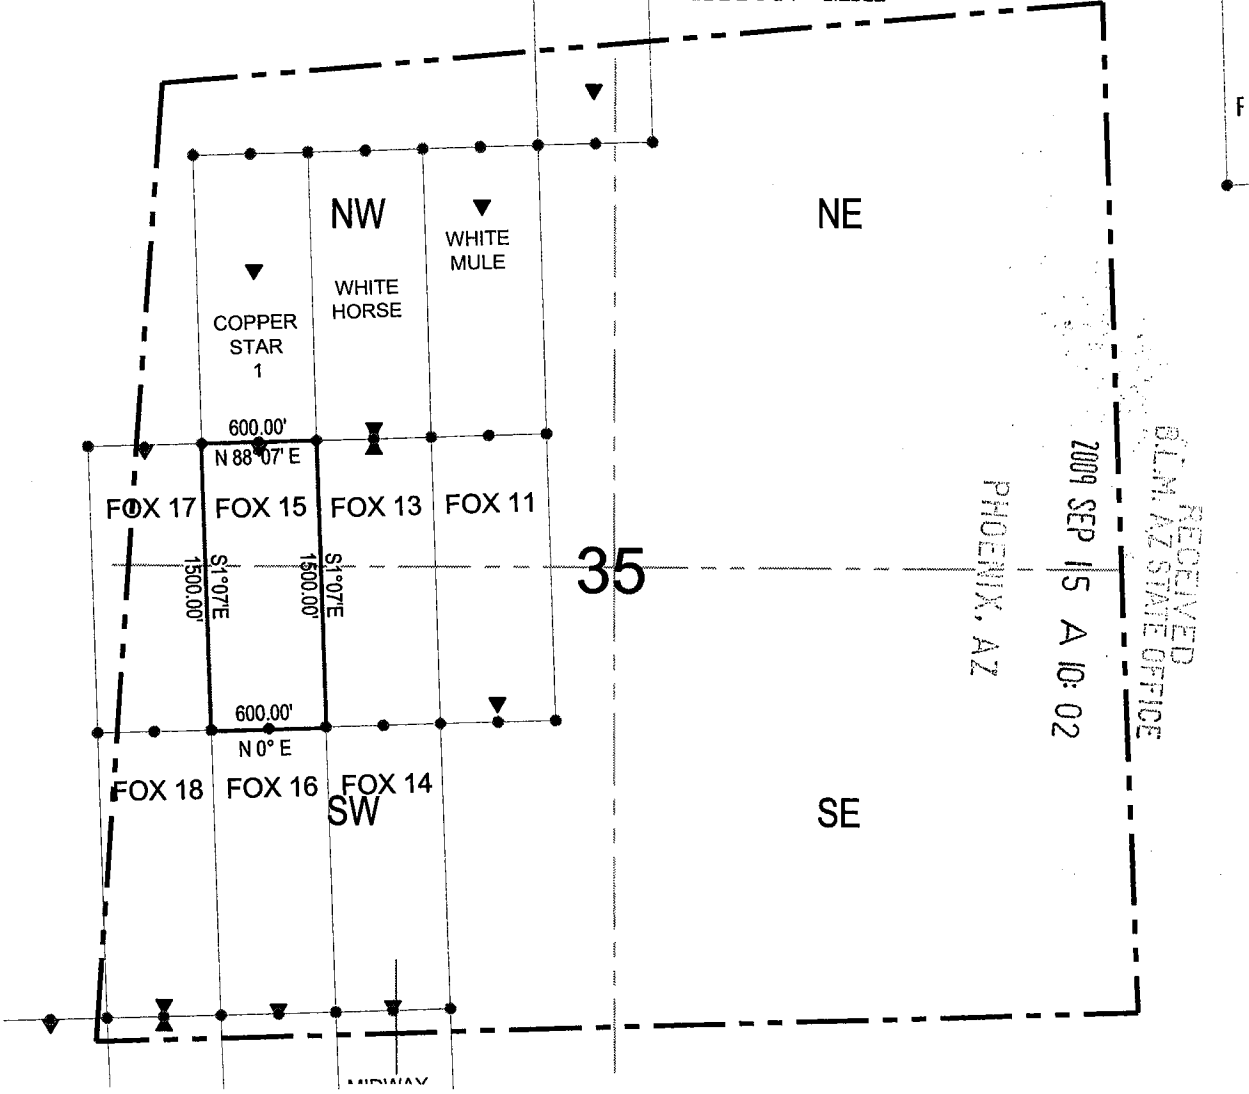 NW
NE
WHITE
MULE
WHITE
HORSE
COPPER
STAR
1
600.00'
N 88°07' E
FOX 17
FOX 15
FOX 13
FOX 11
S1°07'E
1500.00'
S1°07'E
1500.00'
35
600.00'
N 0° E
FOX 18
FOX 16
FOX 14
SW
SE
MIDWAY
RECEIVED
B.L.M. AZ STATE OFFICE
2009 SEP 15 A 10: 02
PHOENIX, AZ